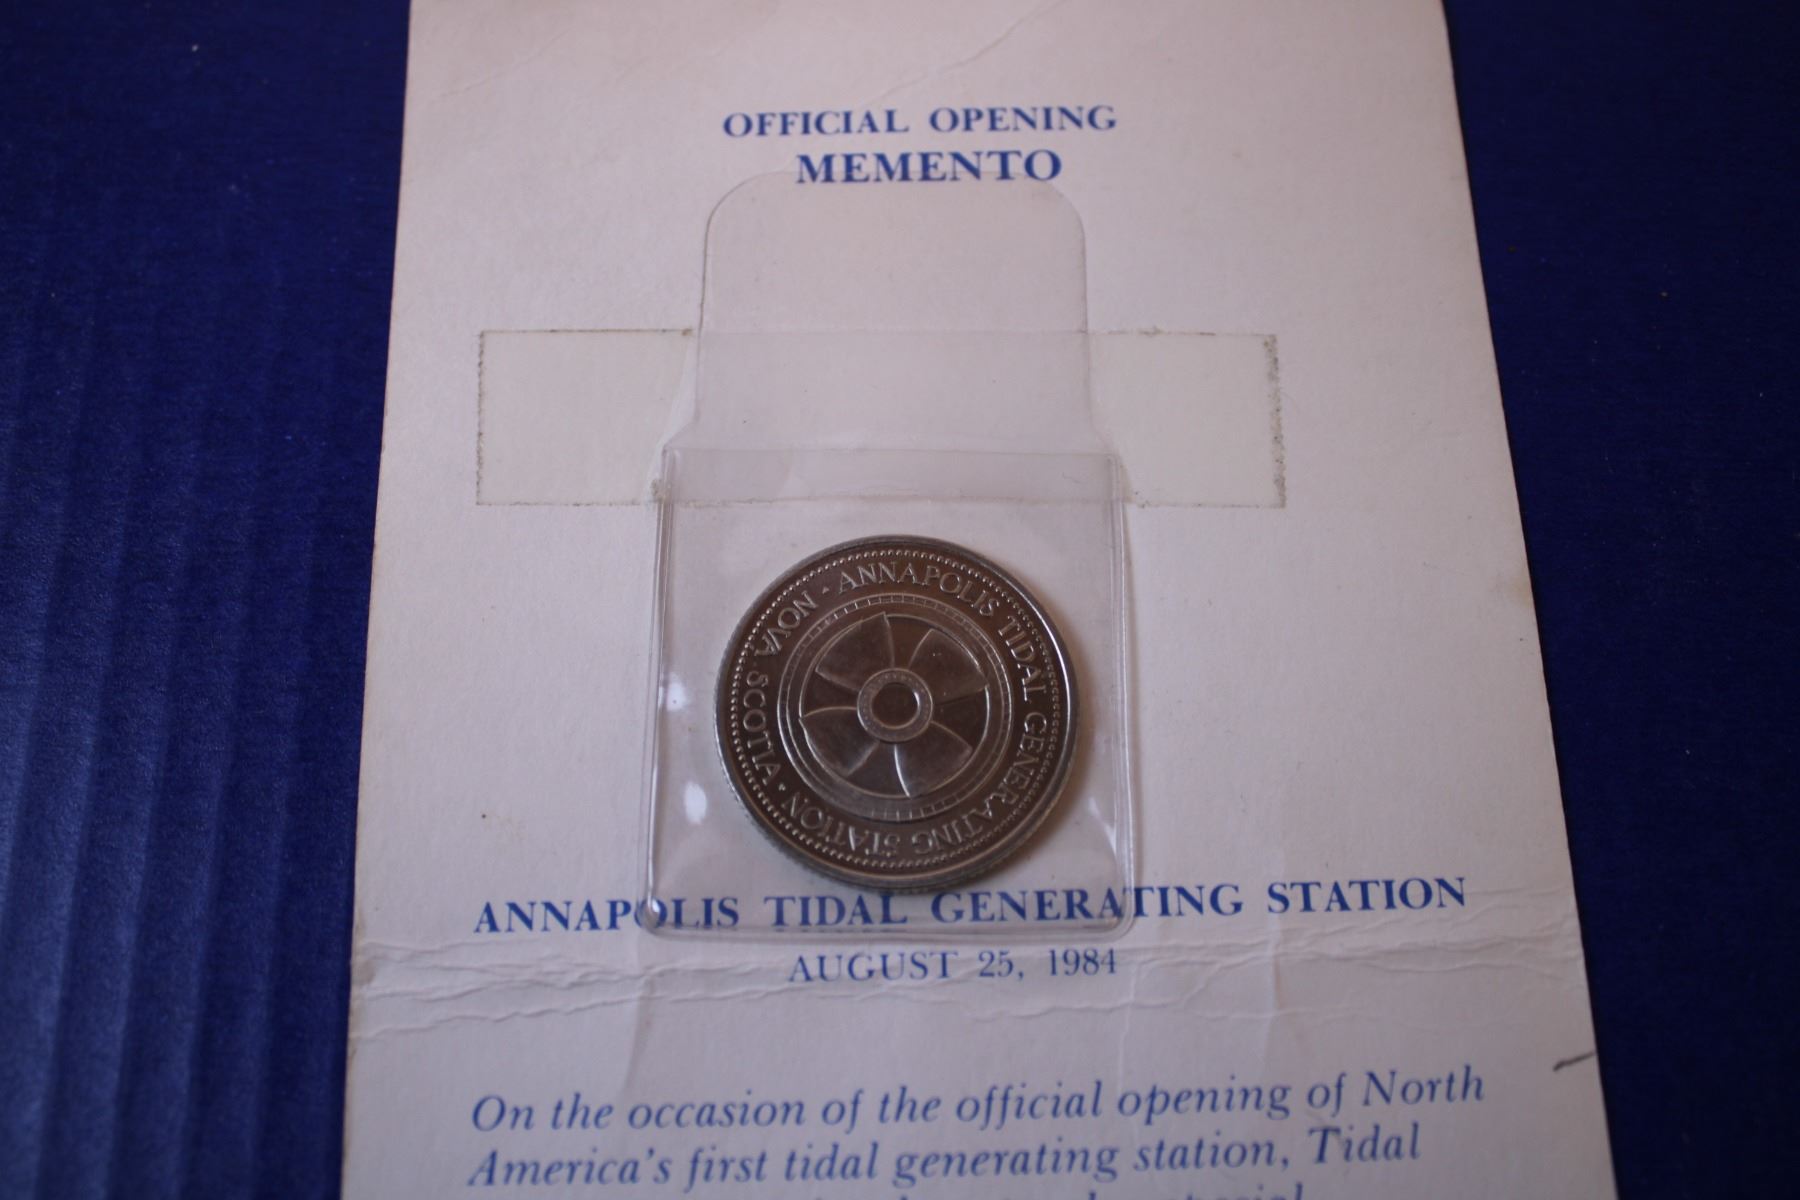 OFFICIAL OPENING
MEMENTO
· ANNAPOLIS TIDAL GENERATING STATION · NOVA SCOTIA
ANNAPOLIS TIDAL GENERATING STATION
AUGUST 25, 1984
On the occasion of the official opening of North
America's first tidal generating station, Tidal
special